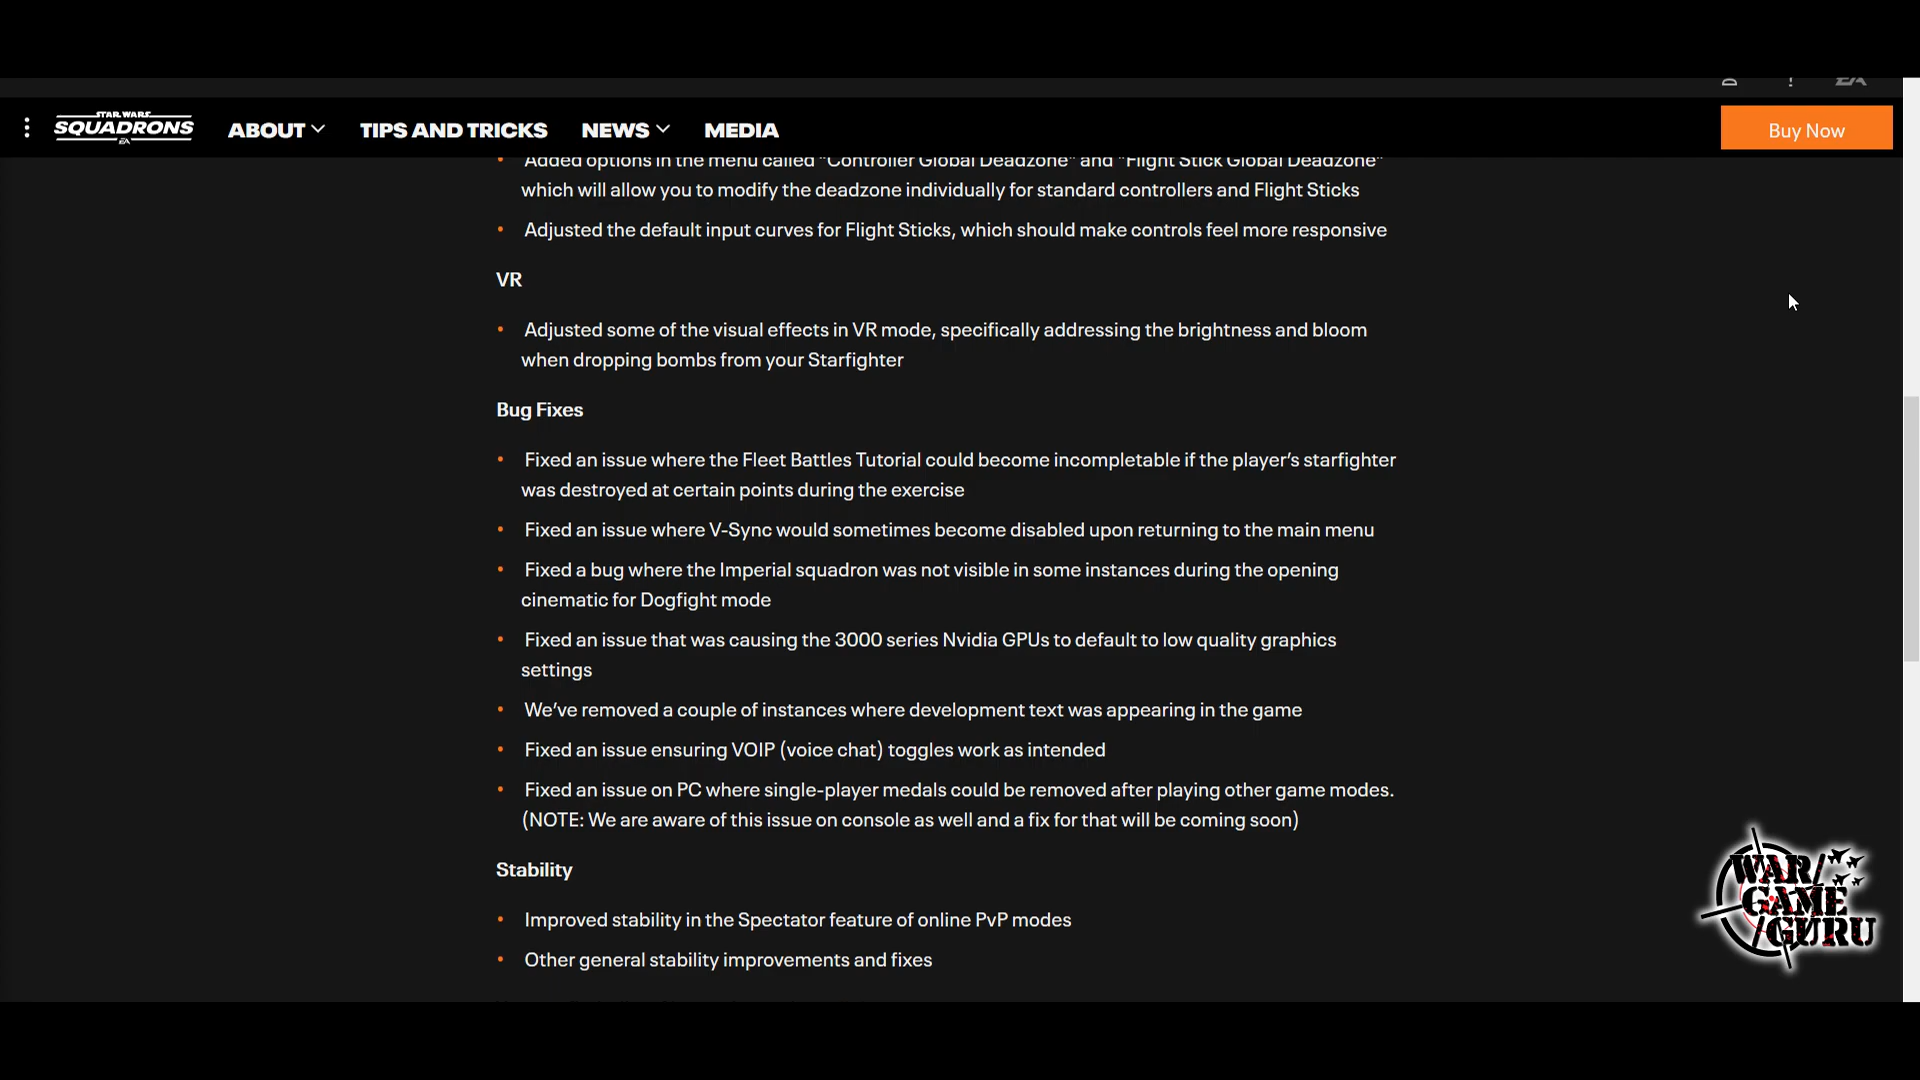 EA
STAR WARS
SQUADRONS
EA
ABOUT
TIPS AND TRICKS
NEWS
MEDIA
Buy Now
• Added options in the menu called "Controller Global Deadzone" and "Flight Stick Global Deadzone"
which will allow you to modify the deadzone individually for standard controllers and Flight Sticks
• Adjusted the default input curves for Flight Sticks, which should make controls feel more responsive
VR
• Adjusted some of the visual effects in VR mode, specifically addressing the brightness and bloom
when dropping bombs from your Starfighter
Bug Fixes
• Fixed an issue where the Fleet Battles Tutorial could become incompletable if the player’s starfighter
was destroyed at certain points during the exercise
• Fixed an issue where V-Sync would sometimes become disabled upon returning to the main menu
• Fixed a bug where the Imperial squadron was not visible in some instances during the opening
cinematic for Dogfight mode
• Fixed an issue that was causing the 3000 series Nvidia GPUs to default to low quality graphics
settings
• We’ve removed a couple of instances where development text was appearing in the game
• Fixed an issue ensuring VOIP (voice chat) toggles work as intended
• Fixed an issue on PC where single-player medals could be removed after playing other game modes.
(NOTE: We are aware of this issue on console as well and a fix for that will be coming soon)
Stability
• Improved stability in the Spectator feature of online PvP modes
• Other general stability improvements and fixes
WAR/
GAME
GURU